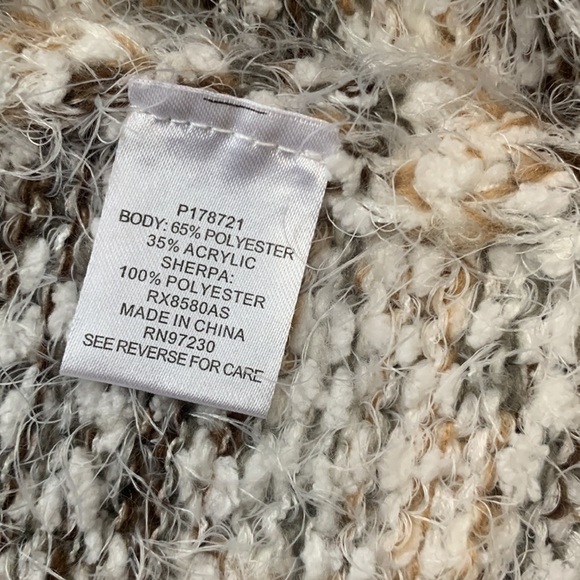 P178721
BODY: 65% POLYESTER
35% ACRYLIC
SHERPA:
100% POLYESTER
RX8580AS
MADE IN CHINA
RN97230
SEE REVERSE FOR CARE